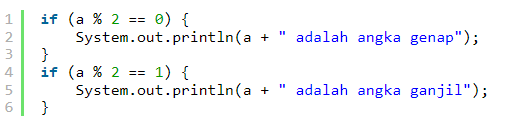 1 if (a % 2 == 0) {
2     System.out.println(a + " adalah angka genap");
3 }
4 if (a % 2 == 1) {
5     System.out.println(a + " adalah angka ganjil");
6 }